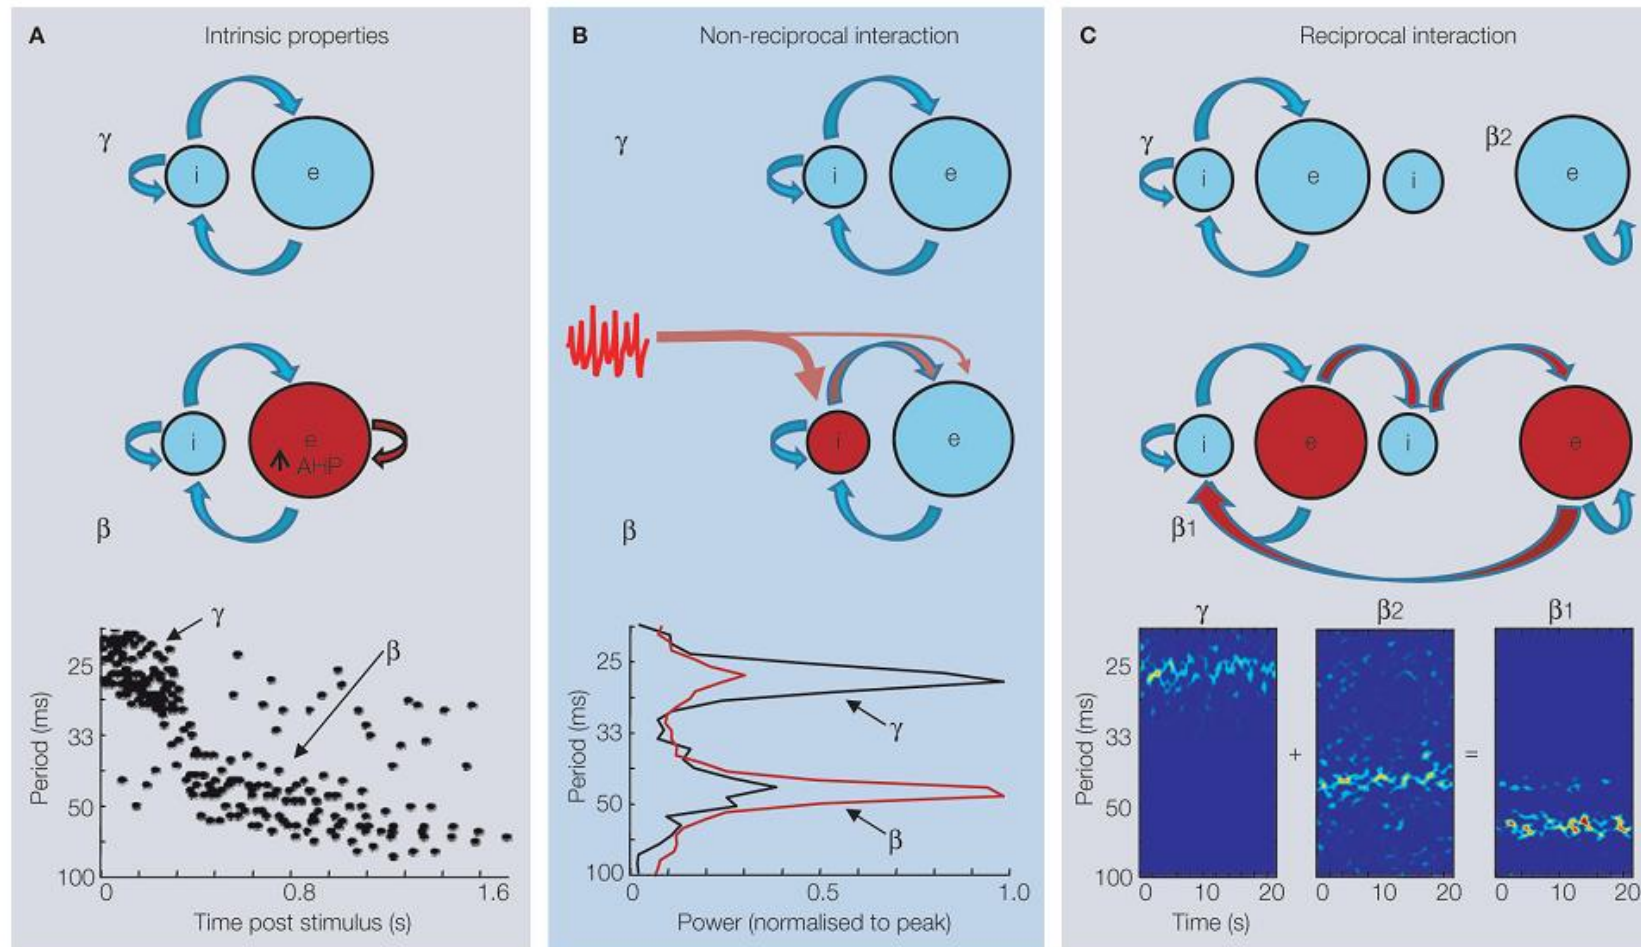 A Intrinsic properties
γ
i
e
i
e
AHP
β
γ
β
Period (ms)
25
33
50
100
0 0.8 1.6
Time post stimulus (s)
B Non-reciprocal interaction
γ
i
e
i
e
β
Period (ms)
25
33
50
100
γ
β
0 0.5 1.0
Power (normalised to peak)
C Reciprocal interaction
γ
β2
i
e
i
e
i
e
i
e
β1
γ β2 β1
Period (ms)
25
33
50
100
+ =
0 10 20 0 10 20 0 10 20
Time (s)